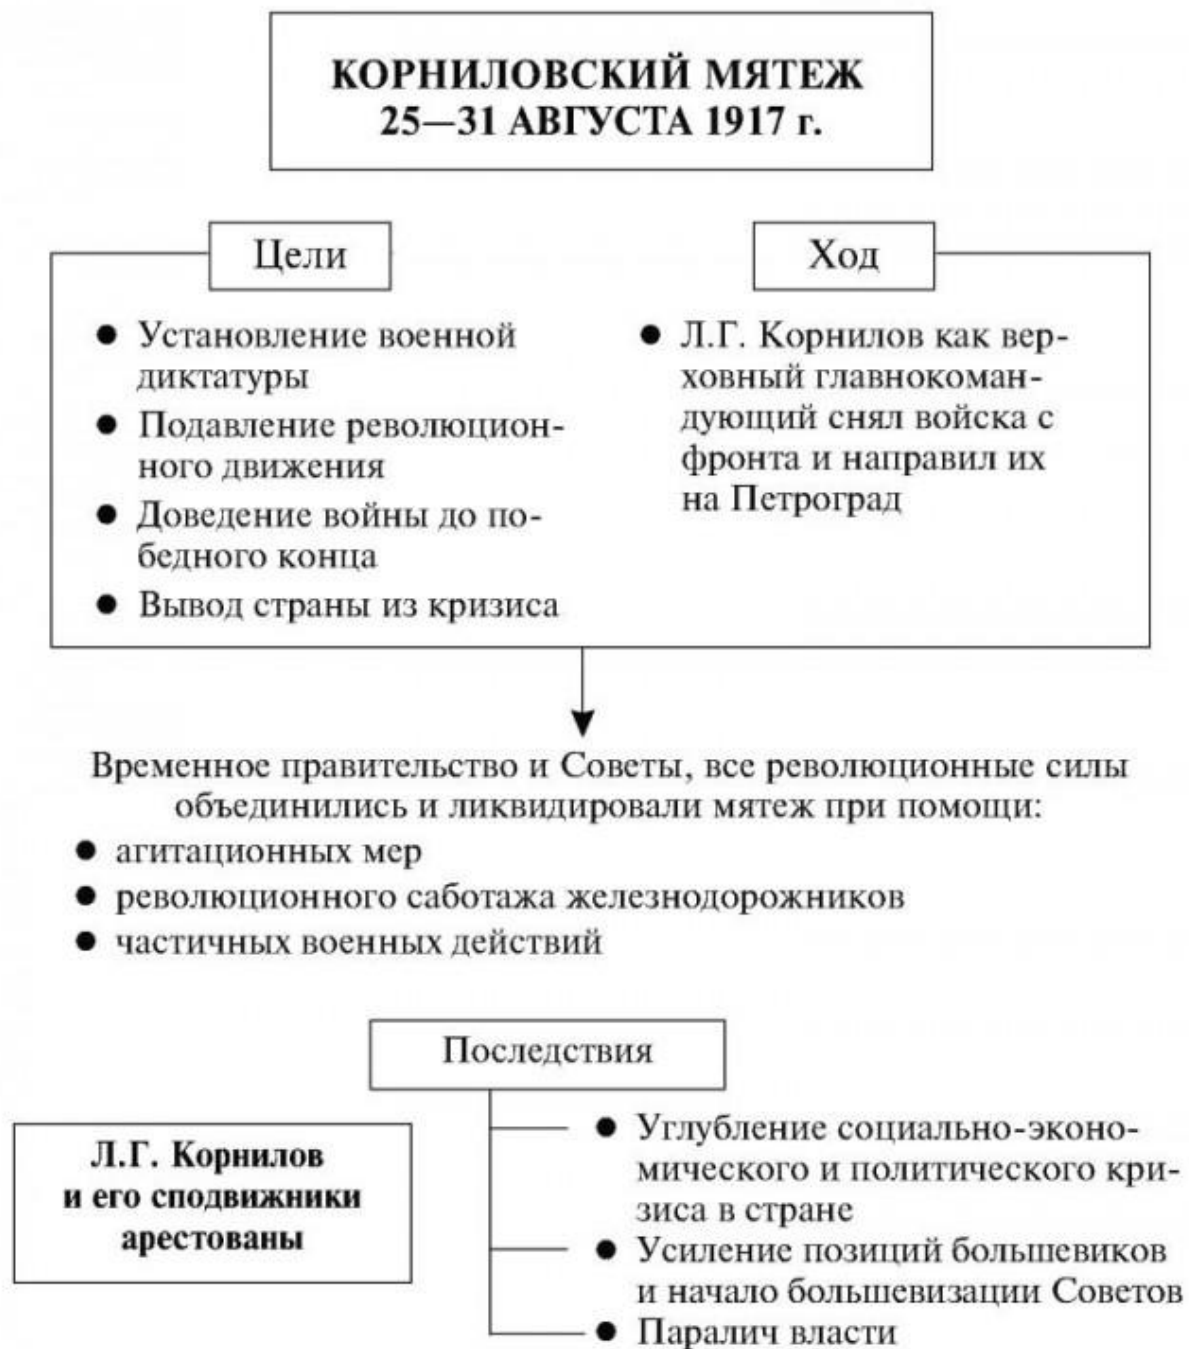 КОРНИЛОВСКИЙ МЯТЕЖ
25—31 АВГУСТА 1917 г.
Цели
● Установление военной
диктатуры
● Подавление революцион-
ного движения
● Доведение войны до по-
бедного конца
● Вывод страны из кризиса
Ход
● Л.Г. Корнилов как вер-
ховный главнокоман-
дующий снял войска с
фронта и направил их
на Петроград
Временное правительство и Советы, все революционные силы
объединились и ликвидировали мятеж при помощи:
● агитационных мер
● революционного саботажа железнодорожников
● частичных военных действий
Последствия
Л.Г. Корнилов
и его сподвижники
арестованы
● Углубление социально-эконо-
мического и политического кри-
зиса в стране
● Усиление позиций большевиков
и начало большевизации Советов
● Паралич власти